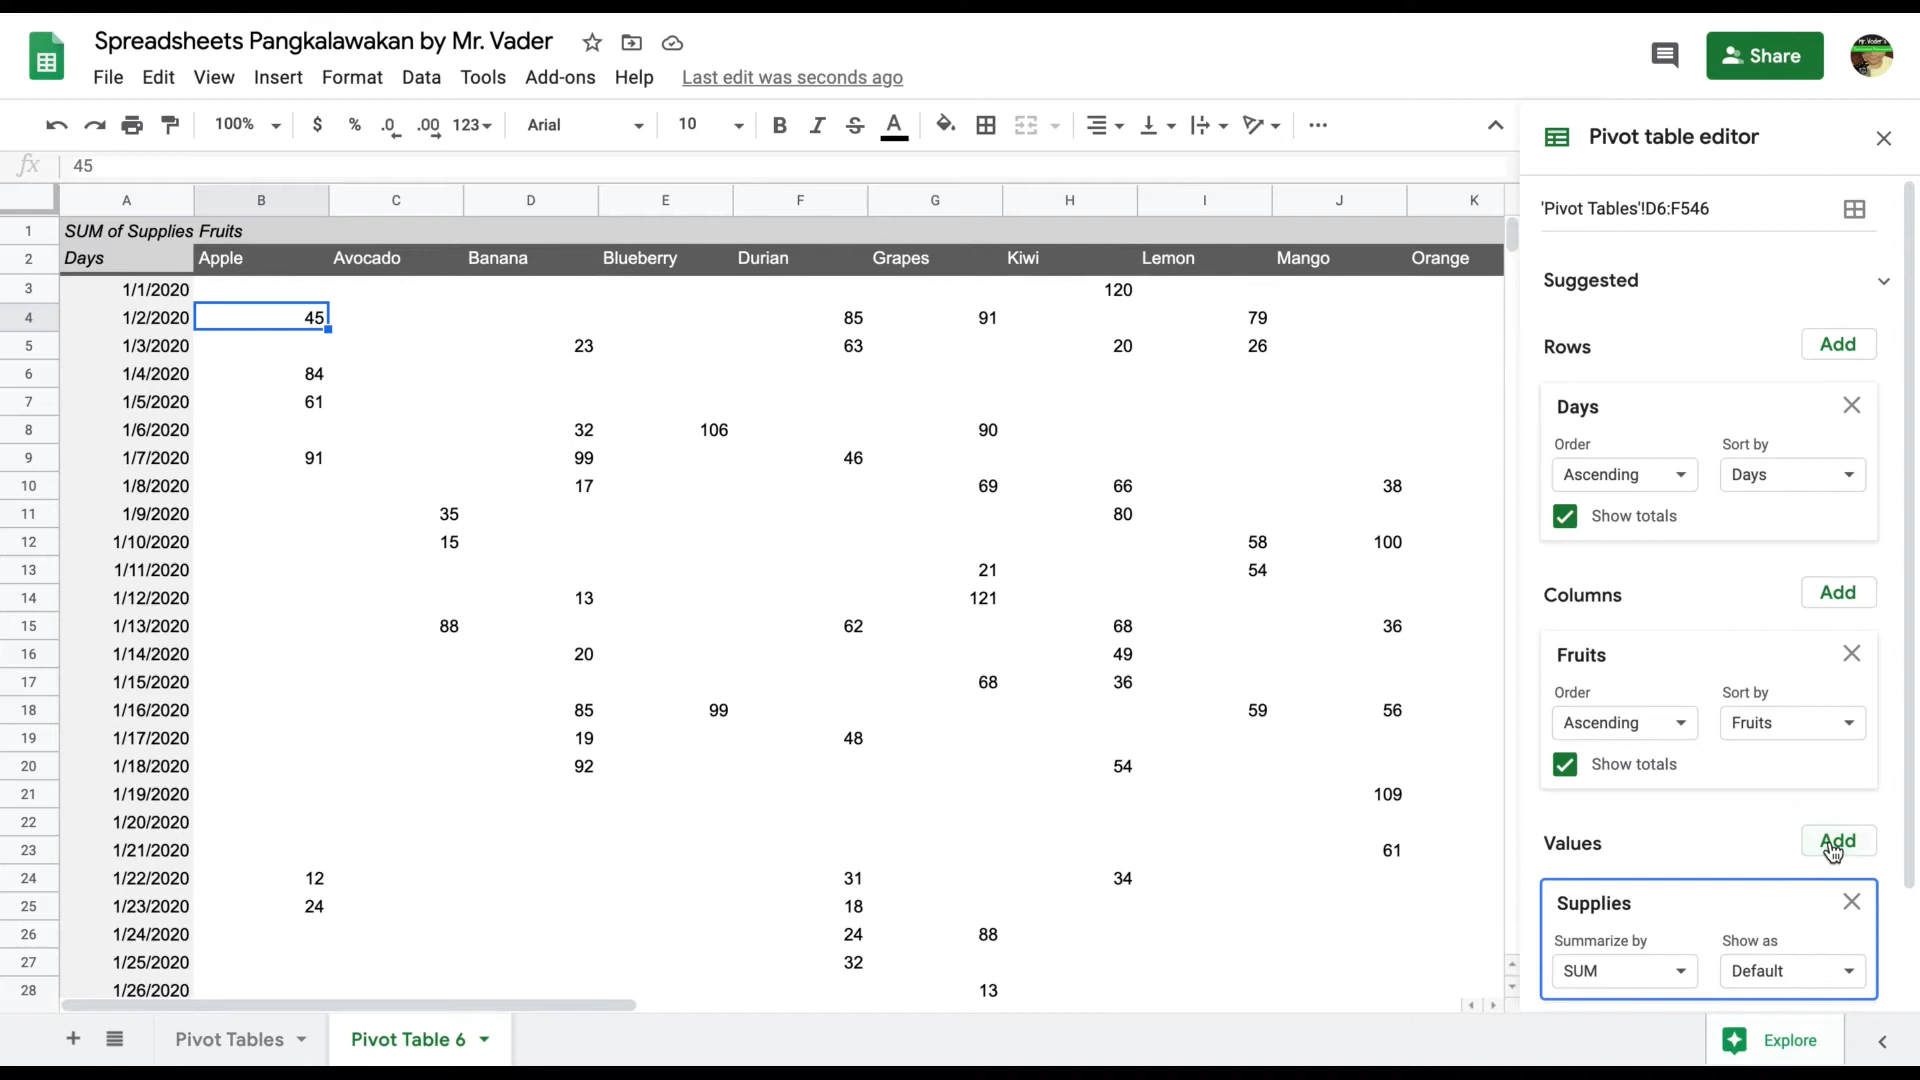 Spreadsheets Pangkalawakan by Mr. Vader
File Edit View Insert Format Data Tools Add-ons Help Last edit was seconds ago
Share
100% $ % .0 .00 123 Arial 10 B I S A
fx 45
A B C D E F G H I J K
1 SUM of Supplies Fruits
2 Days Apple Avocado Banana Blueberry Durian Grapes Kiwi Lemon Mango Orange
3 1/1/2020 120
4 1/2/2020 45 85 91 79
5 1/3/2020 23 63 20 26
6 1/4/2020 84
7 1/5/2020 61
8 1/6/2020 32 106 90
9 1/7/2020 91 99 46
10 1/8/2020 17 69 66 38
11 1/9/2020 35 80
12 1/10/2020 15 58 100
13 1/11/2020 21 54
14 1/12/2020 13 121
15 1/13/2020 88 62 68 36
16 1/14/2020 20 49
17 1/15/2020 68 36
18 1/16/2020 85 99 59 56
19 1/17/2020 19 48
20 1/18/2020 92 54
21 1/19/2020 109
22 1/20/2020
23 1/21/2020 61
24 1/22/2020 12 31 34
25 1/23/2020 24 18
26 1/24/2020 24 88
27 1/25/2020 32
28 1/26/2020 13
Pivot table editor
'Pivot Tables'!D6:F546
Suggested
Rows Add
Days
Order Sort by
Ascending Days
Show totals
Columns Add
Fruits
Order Sort by
Ascending Fruits
Show totals
Values Add
Supplies
Summarize by Show as
SUM Default
Pivot Tables Pivot Table 6 Explore